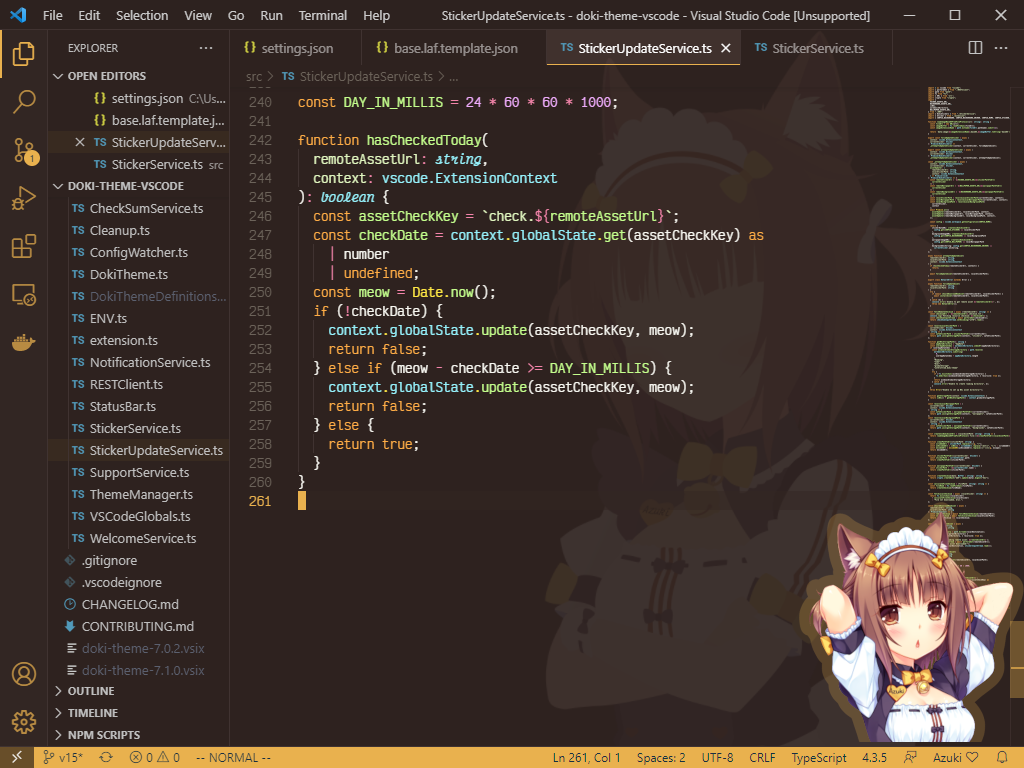 File Edit Selection View Go Run Terminal Help StickerUpdateService.ts - doki-theme-vscode - Visual Studio Code [Unsupported]
EXPLORER ···
OPEN EDITORS
{} settings.json C:\Us...
{} base.laf.template.j...
TS StickerUpdateServ...
TS StickerService.ts src
DOKI-THEME-VSCODE
TS CheckSumService.ts
TS Cleanup.ts
TS ConfigWatcher.ts
TS DokiTheme.ts
TS DokiThemeDefinitions...
TS ENV.ts
TS extension.ts
TS NotificationService.ts
TS RESTClient.ts
TS StatusBar.ts
TS StickerService.ts
TS StickerUpdateService.ts
TS SupportService.ts
TS ThemeManager.ts
TS VSCodeGlobals.ts
TS WelcomeService.ts
.gitignore
.vscodeignore
CHANGELOG.md
CONTRIBUTING.md
doki-theme-7.0.2.vsix
doki-theme-7.1.0.vsix
OUTLINE
TIMELINE
NPM SCRIPTS
1
{} settings.json {} base.laf.template.json TS StickerUpdateService.ts TS StickerService.ts ···
src > TS StickerUpdateService.ts > ...
240 const DAY_IN_MILLIS = 24 * 60 * 60 * 1000;
241
242 function hasCheckedToday(
243 remoteAssetUrl: string,
244 context: vscode.ExtensionContext
245 ): boolean {
246 const assetCheckKey = `check.${remoteAssetUrl}`;
247 const checkDate = context.globalState.get(assetCheckKey) as
248 | number
249 | undefined;
250 const meow = Date.now();
251 if (!checkDate) {
252 context.globalState.update(assetCheckKey, meow);
253 return false;
254 } else if (meow - checkDate >= DAY_IN_MILLIS) {
255 context.globalState.update(assetCheckKey, meow);
256 return false;
257 } else {
258 return true;
259 }
260 }
261
Azuki
v15* 0 0 -- NORMAL -- Ln 261, Col 1 Spaces: 2 UTF-8 CRLF TypeScript 4.3.5 Azuki ♡